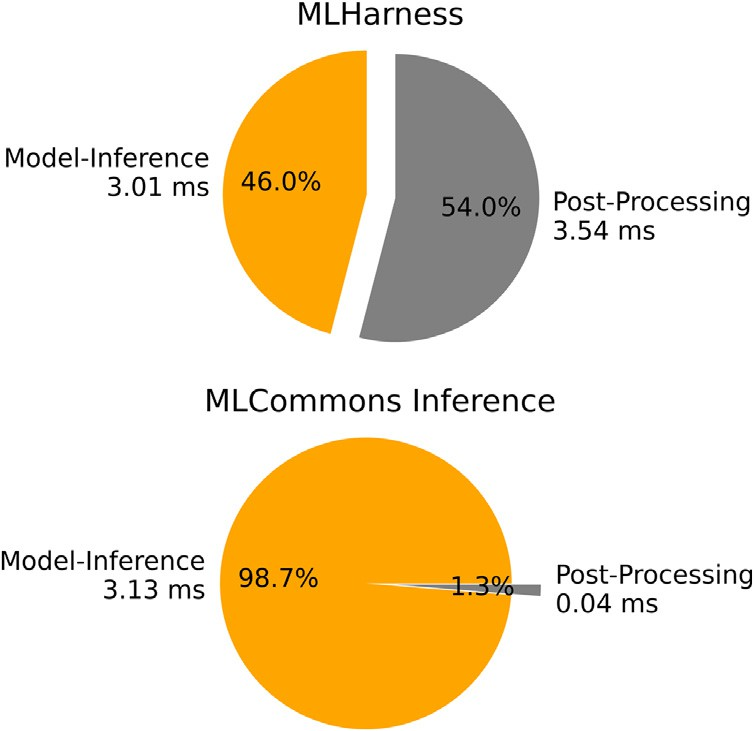 MLHarness
Model-Inference
3.01 ms
46.0%
54.0%
Post-Processing
3.54 ms
MLCommons Inference
Model-Inference
3.13 ms
98.7%
1.3%
Post-Processing
0.04 ms